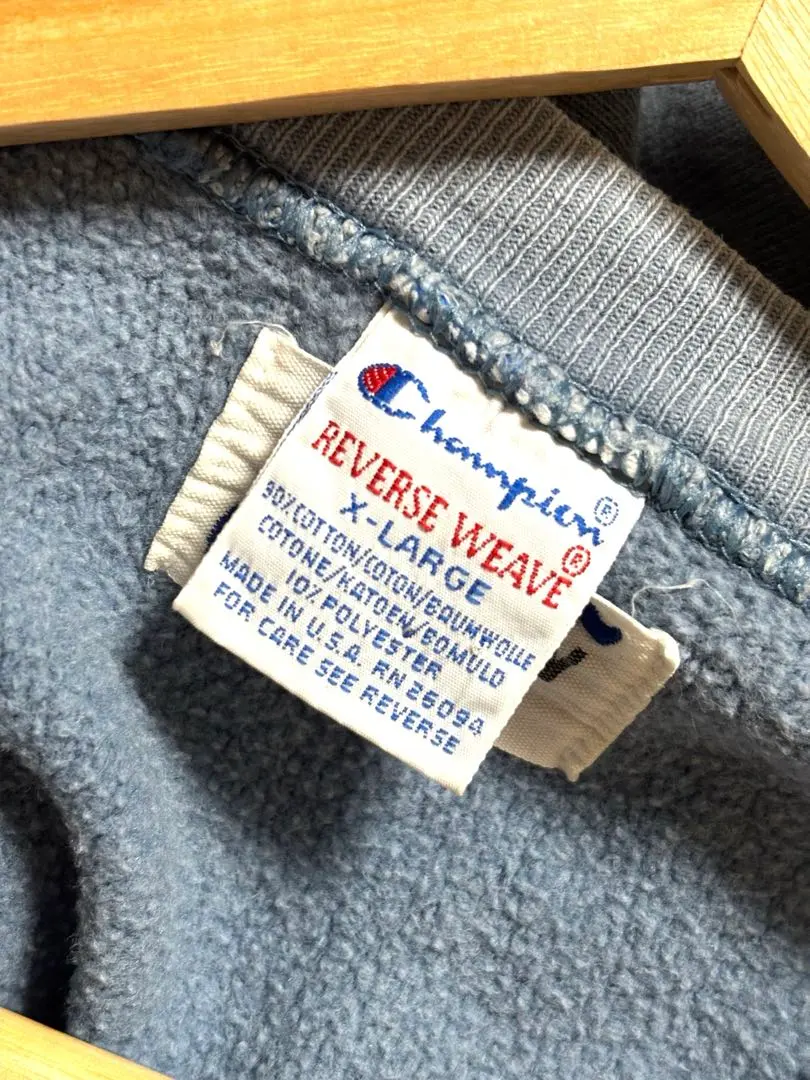 Champion®
REVERSE WEAVE®
X-LARGE
90%COTTON/COTON/BAUMWOLLE
COTONE/KATOEN/BOMULD
10% POLYESTER
MADE IN U.S.A. RN 26094
FOR CARE SEE REVERSE